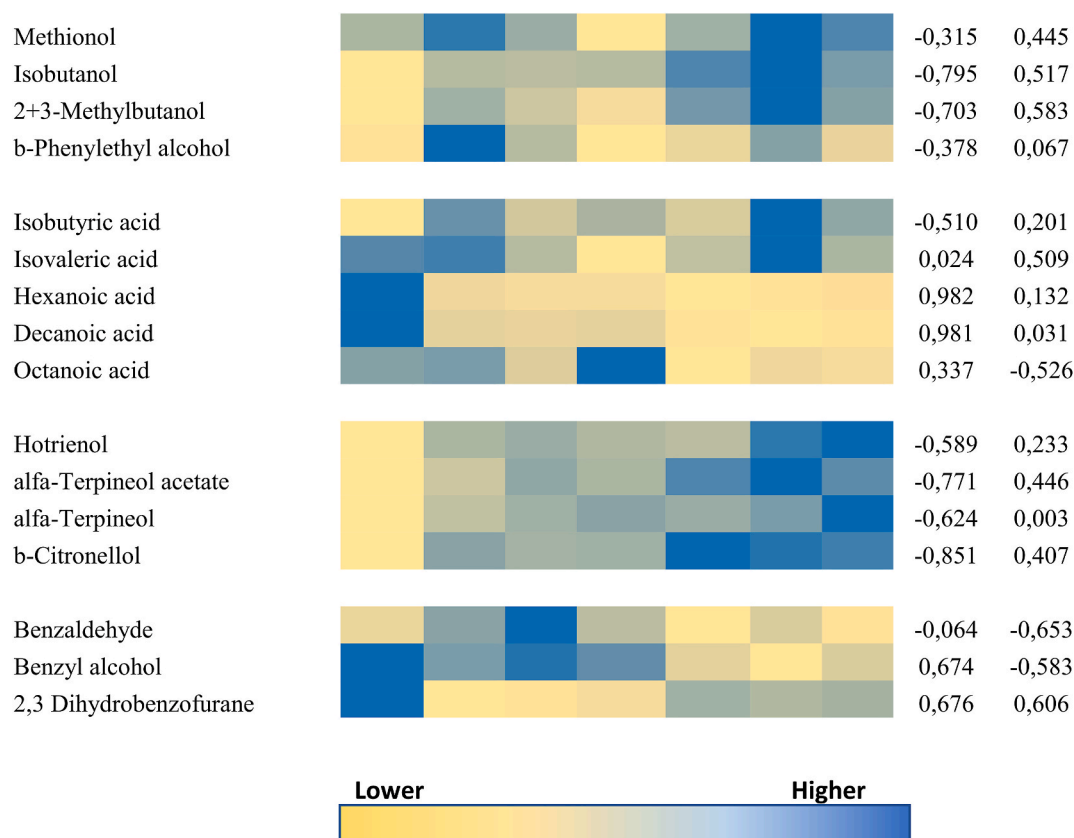 Methionol -0,315 0,445
Isobutanol -0,795 0,517
2+3-Methylbutanol -0,703 0,583
b-Phenylethyl alcohol -0,378 0,067
Isobutyric acid -0,510 0,201
Isovaleric acid 0,024 0,509
Hexanoic acid 0,982 0,132
Decanoic acid 0,981 0,031
Octanoic acid 0,337 -0,526
Hotrienol -0,589 0,233
alfa-Terpineol acetate -0,771 0,446
alfa-Terpineol -0,624 0,003
b-Citronellol -0,851 0,407
Benzaldehyde -0,064 -0,653
Benzyl alcohol 0,674 -0,583
2,3 Dihydrobenzofurane 0,676 0,606
Lower Higher